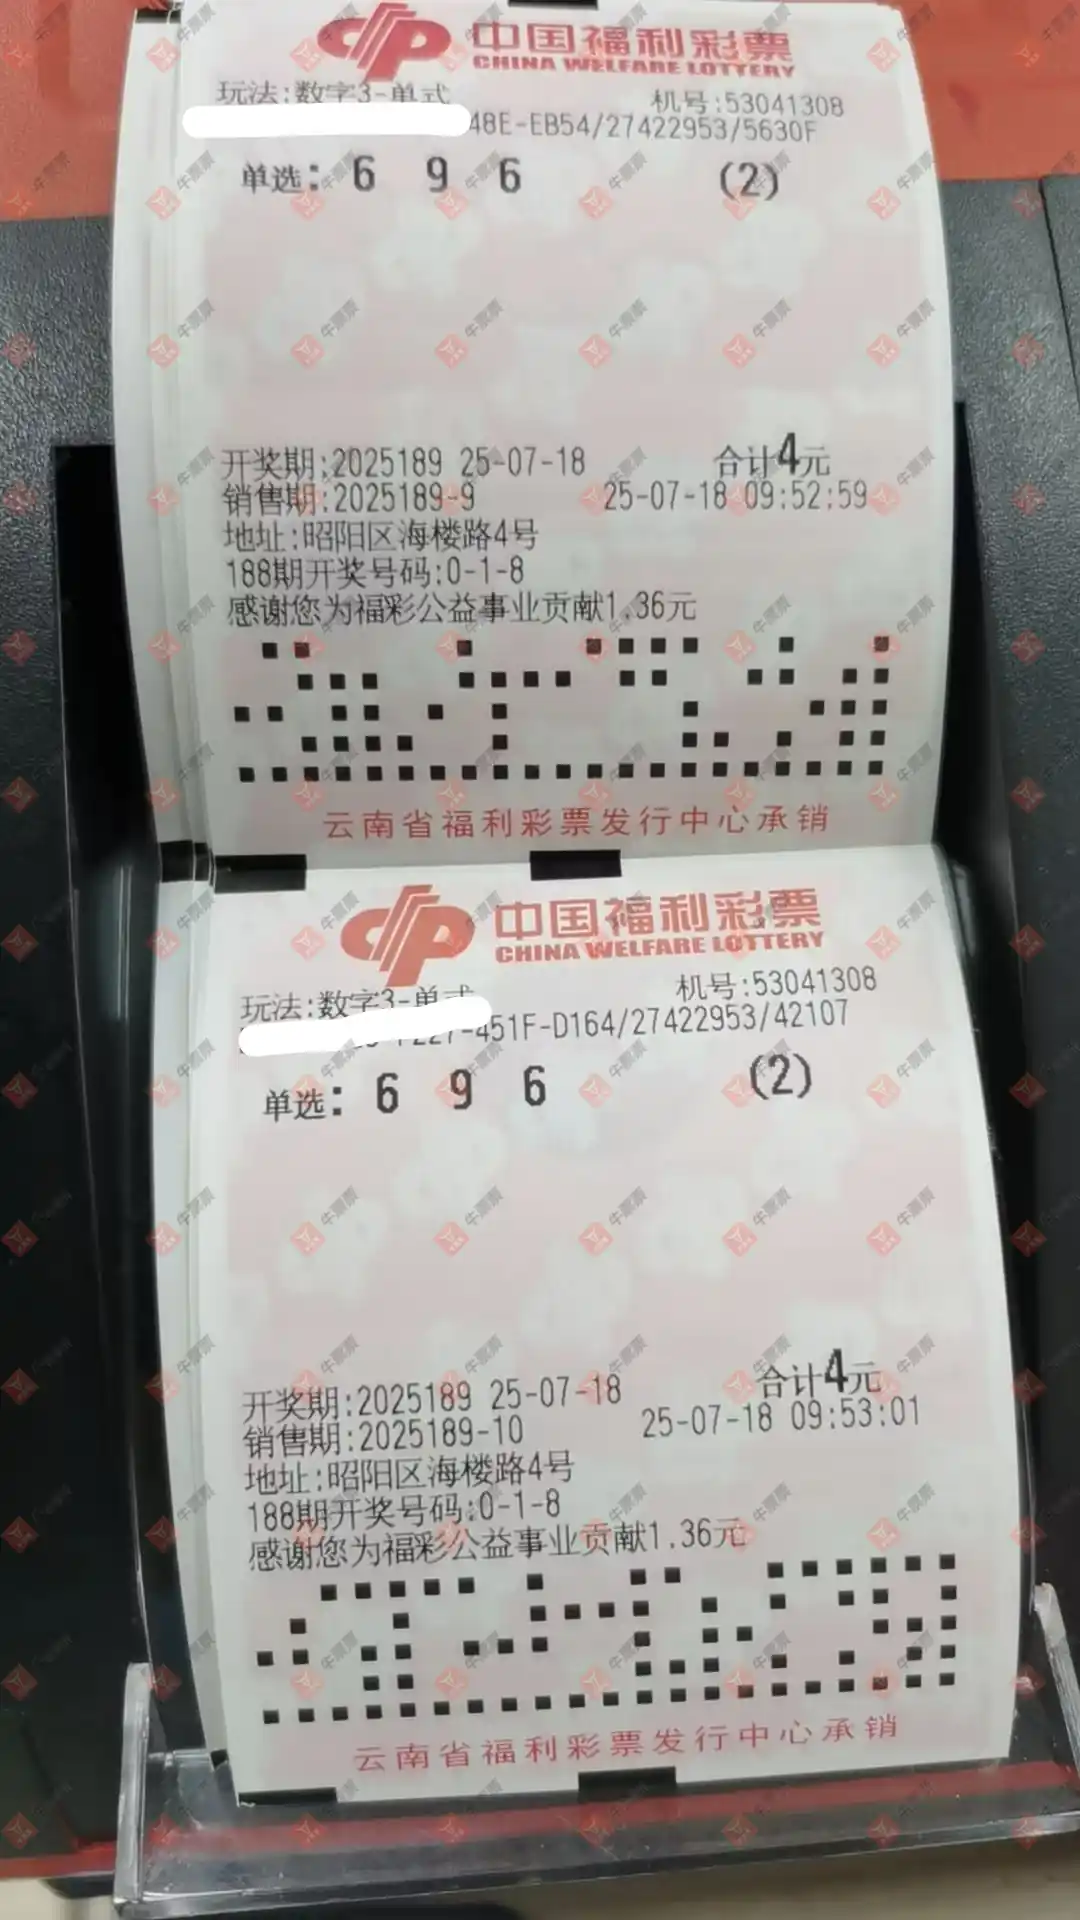 中国福利彩票
CHINA WELFARE LOTTERY
玩法:数字3-单式 机号:53041308
48E-EB54/27422953/5630F
单选: 6 9 6 (2)
开奖期:2025189 25-07-18 合计4元
销售期:2025189-9 25-07-18 09:52:59
地址:昭阳区海楼路4号
188期开奖号码:0-1-8
感谢您为福彩公益事业贡献1.36元
云南省福利彩票发行中心承销
中国福利彩票
CHINA WELFARE LOTTERY
玩法:数字3-单式 机号:53041308
-451F-D164/27422953/42107
单选: 6 9 6 (2)
开奖期:2025189 25-07-18 合计4元
销售期:2025189-10 25-07-18 09:53:01
地址:昭阳区海楼路4号
188期开奖号码:0-1-8
感谢您为福彩公益事业贡献1.36元
云南省福利彩票发行中心承销
牛票票